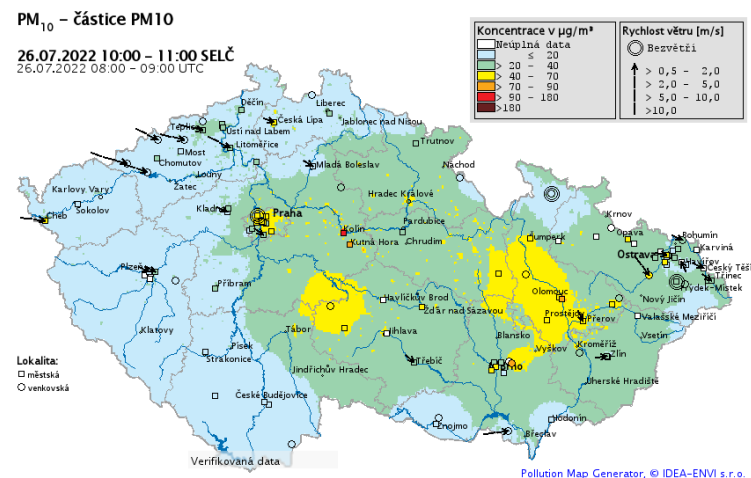 PM10 – částice PM10
26.07.2022 10:00 – 11:00 SELČ
26.07.2022 08:00 – 09:00 UTC
Koncentrace v µg/m³
Neúplná data
≤ 20
> 20 - 40
> 40 - 70
> 70 - 90
> 90 - 180
>180
Rychlost větru [m/s]
Bezvětří
> 0,5 - 2,0
> 2,0 - 5,0
> 5,0 - 10,0
>10,0
Děčín
Liberec
Teplice
Česká Lípa
Jablonec nad Nisou
Ústí nad Labem
Most
Litoměřice
Trutnov
Chomutov
Louny
Mladá Boleslav
Náchod
Žatec
Karlovy Vary
Hradec Králové
Sokolov
Kladno
Praha
Cheb
Krnov
Kolín
Pardubice
Opava
Bohumín
Šumperk
Kutná Hora
Chrudim
Karviná
Ostrava
Havířov
Český Těšín
Plzeň
Třinec
Příbram
Olomouc
Frýdek-Místek
Havlíčkův Brod
Nový Jičín
Žďár nad Sázavou
Prostějov
Přerov
Valašské Meziříčí
Klatovy
Tábor
Jihlava
Blansko
Vsetín
Písek
Vyškov
Kroměříž
Strakonice
Třebíč
Zlín
Jindřichův Hradec
Brno
Uherské Hradiště
České Budějovice
Hodonín
Znojmo
Břeclav
Lokalita:
městská
venkovská
Verifikovaná data
Pollution Map Generator, © IDEA-ENVI s.r.o.